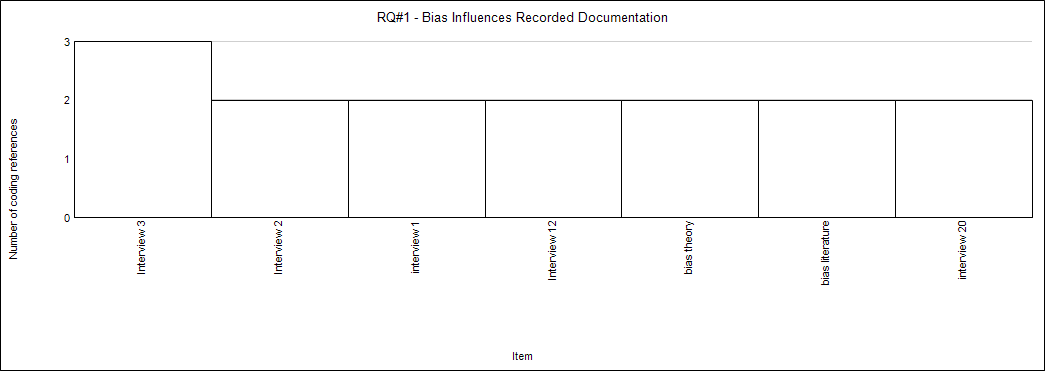 RQ#1 - Bias Influences Recorded Documentation
Number of coding references
3
2
1
0
Interview 3
Interview 2
interview 1
Interview 12
bias theory
bias literature
interview 20
Item